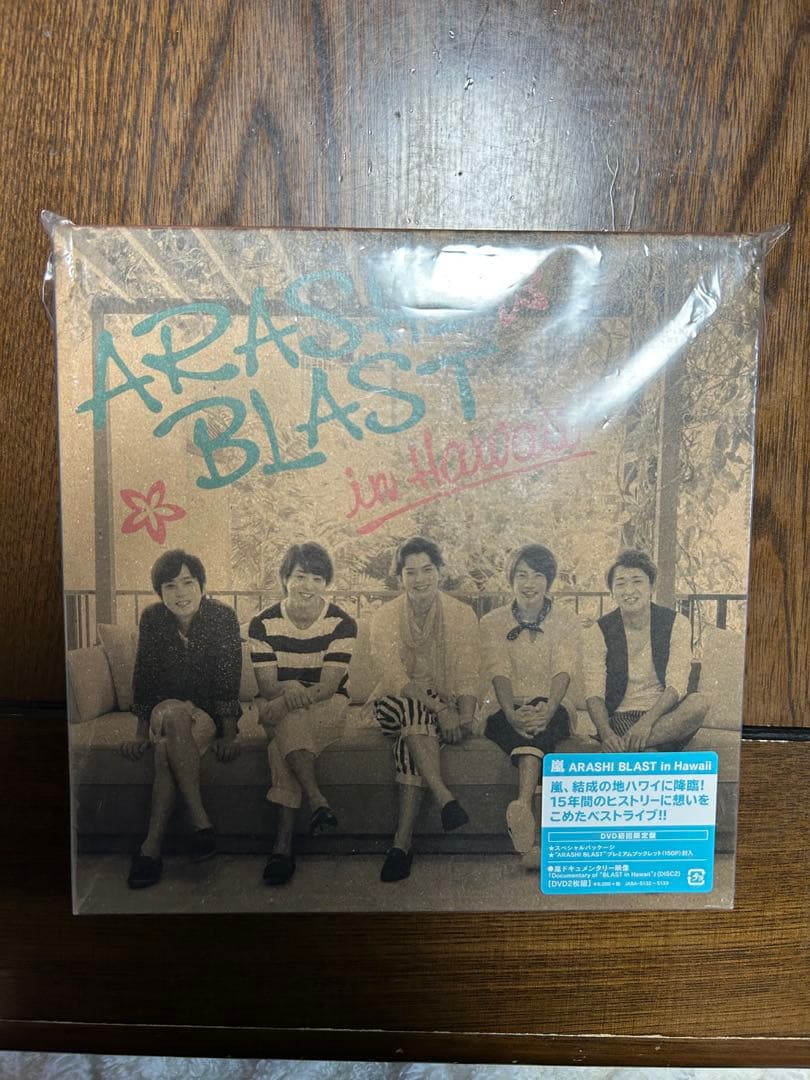 ARASHI
BLAST
in Hawaii
嵐 ARASHI BLAST in Hawaii
嵐、結成の地ハワイに降臨!
15年間のヒストリーに想いを
こめたベストライブ!!
DVD初回限定盤
★スペシャルパッケージ
★"ARASHI BLAST"プレミアムブックレット(150P)封入
●嵐ドキュメンタリー映像
「Documentary of "BLAST in Hawaii"」(DISC2)
[DVD2枚組] +税 JABA-5132~5133